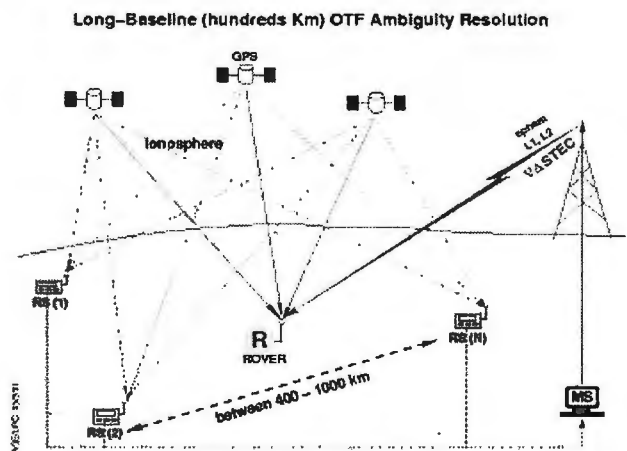 Long-Baseline (hundreds Km) OTF Ambiguity Resolution
GPS
Ionosphere
ephem
L1, L2
V∆STEC
RS (1)
R
ROVER
RS (N)
between 400 - 1000 km
RS (2)
MS